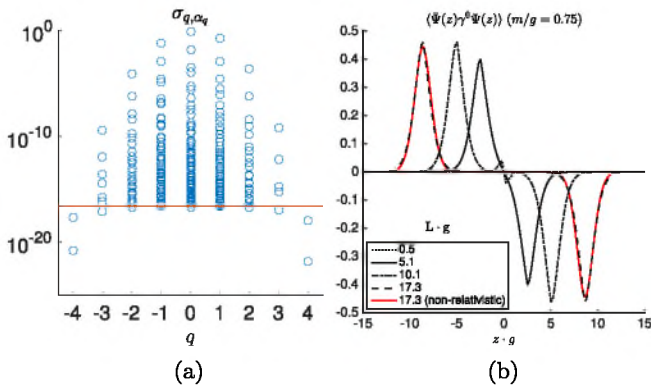 σ_{q,α_q}
10^0
10^{-10}
10^{-20}
-4 -3 -2 -1 0 1 2 3 4
q
(a)
⟨Ψ̄(z)γ^0Ψ(z)⟩ (m/g = 0.75)
0.5
0.4
0.3
0.2
0.1
0
-0.1
-0.2
-0.3
-0.4
-0.5
L · g
0.5
5.1
10.1
17.3
17.3 (non-relativistic)
-15 -10 -5 0 5 10 15
z · g
(b)